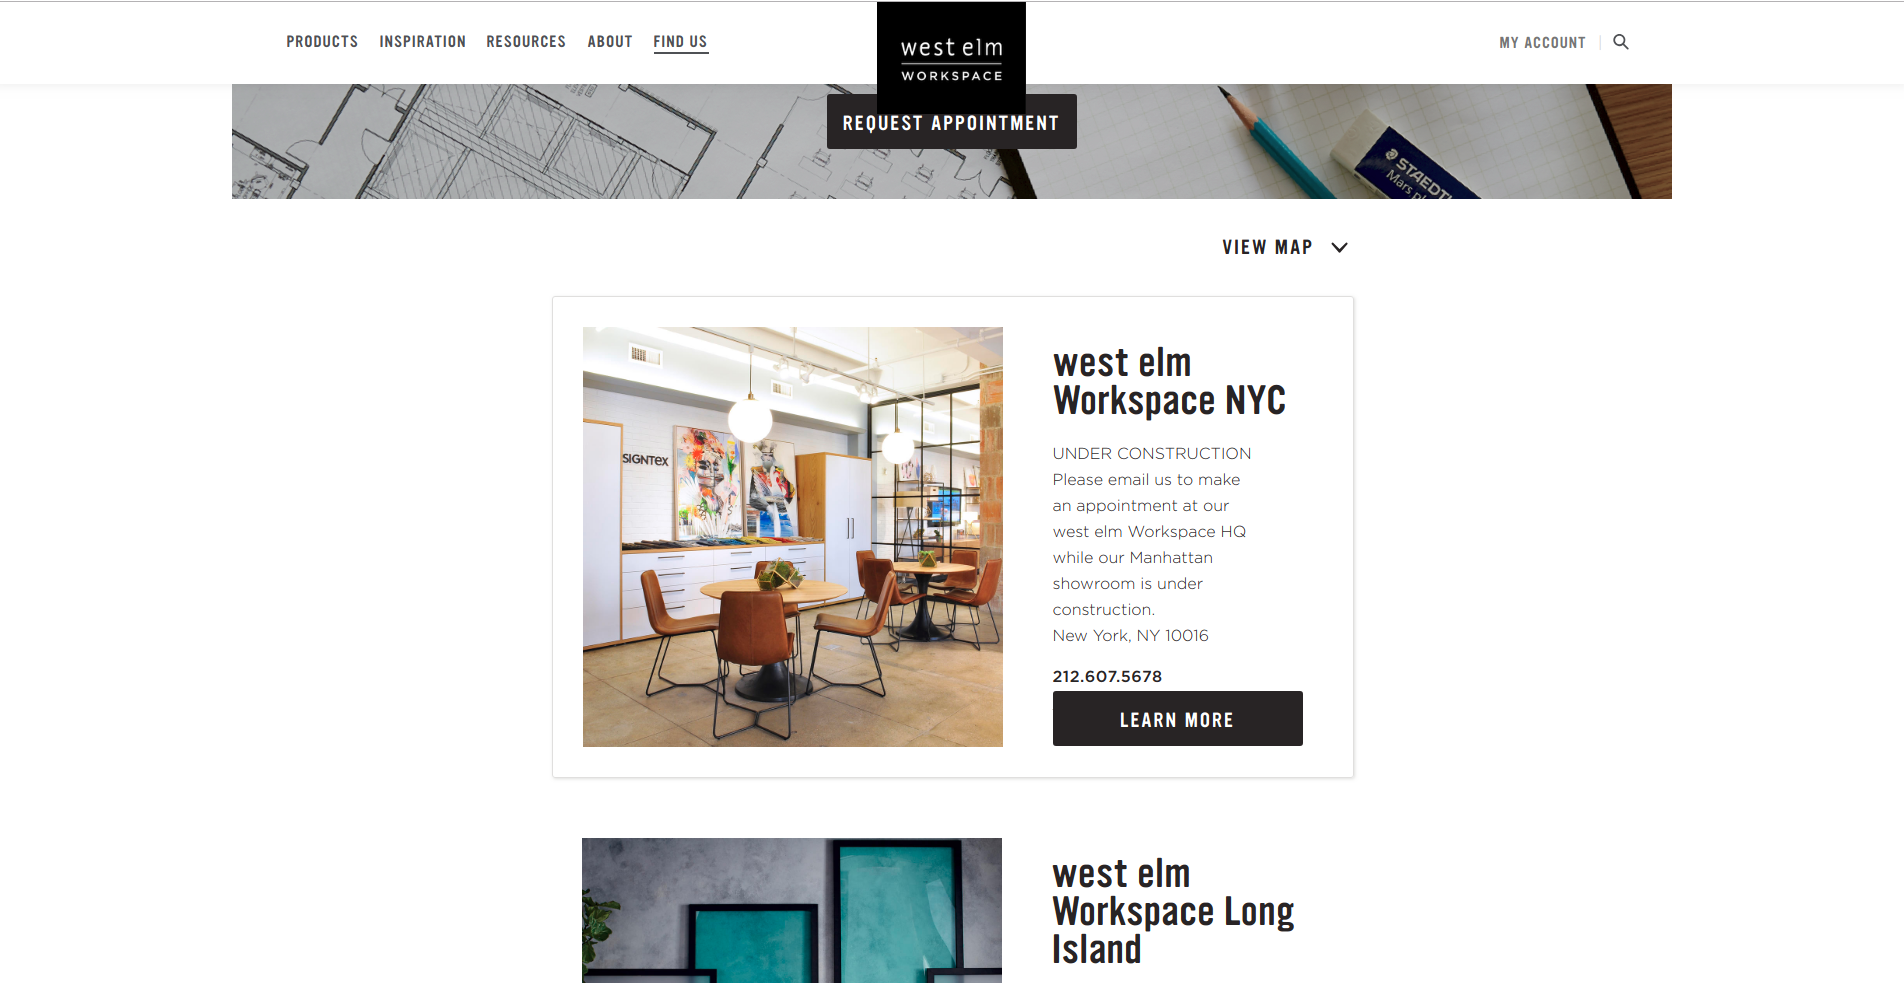 PRODUCTS INSPIRATION RESOURCES ABOUT FIND US
west elm
WORKSPACE
MY ACCOUNT
REQUEST APPOINTMENT
STAEDT
Mars
VIEW MAP
SIGNTEX
west elm
Workspace NYC
UNDER CONSTRUCTION
Please email us to make
an appointment at our
west elm Workspace HQ
while our Manhattan
showroom is under
construction.
New York, NY 10016
212.607.5678
LEARN MORE
west elm
Workspace Long
Island